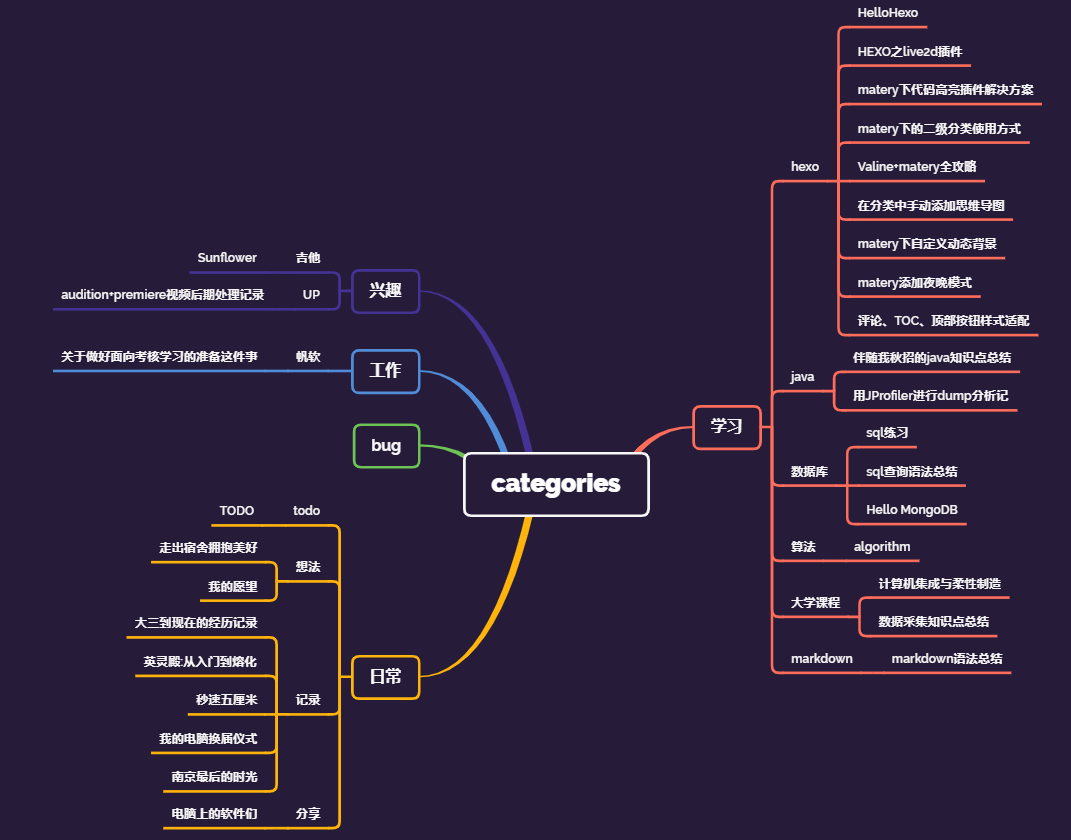 categories
学习
hexo
HelloHexo
HEXO之live2d插件
matery下代码高亮插件解决方案
matery下的二级分类使用方式
Valine+matery全攻略
在分类中手动添加思维导图
matery下自定义动态背景
matery添加夜晚模式
评论、TOC、顶部按钮样式适配
java
伴随我秋招的java知识点总结
用JProfiler进行dump分析记
数据库
sql练习
sql查询语法总结
Hello MongoDB
算法
algorithm
大学课程
计算机集成与柔性制造
数据采集知识点总结
markdown
markdown语法总结
兴趣
吉他
Sunflower
UP
audition+premiere视频后期处理记录
工作
帆软
关于做好面向考核学习的准备这件事
bug
日常
todo
TODO
想法
走出宿舍拥抱美好
我的愿望
记录
大三到现在的经历记录
英灵殿:从入门到熔化
秒速五厘米
我的电脑换届仪式
南京最后的时光
分享
电脑上的软件们